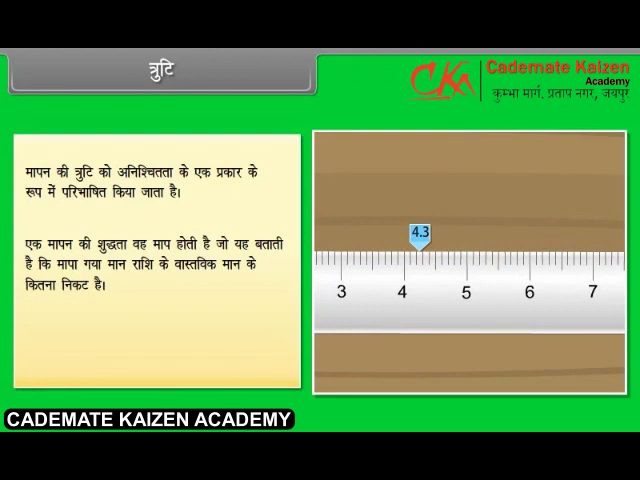 त्रुटि
Cademate Kaizen
Academy
कुम्भा मार्ग. प्रताप नगर, जयपुर
CKA
मापन की त्रुटि को अनिश्चितता के एक प्रकार के
रूप में परिभाषित किया जाता है।
एक मापन की शुद्धता वह माप होती है जो यह बताती
है कि मापा गया मान राशि के वास्तविक मान के
कितना निकट है।
4.3
3 4 5 6 7
CADEMATE KAIZEN ACADEMY